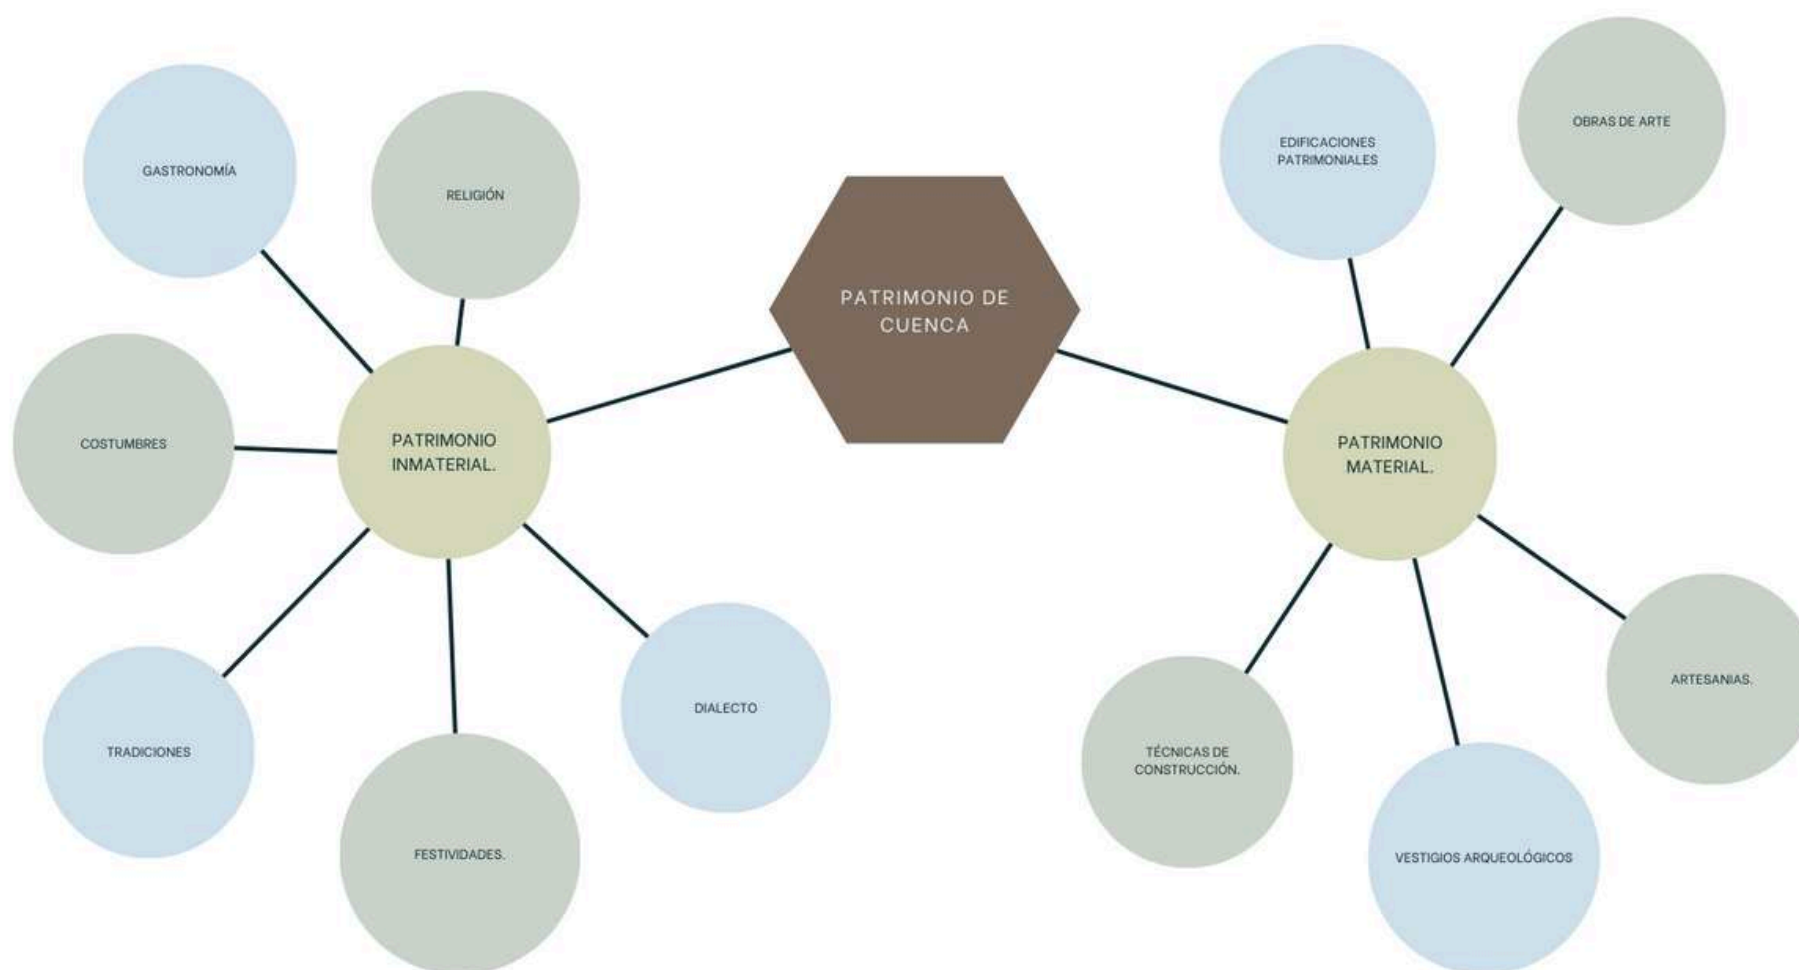 GASTRONOMÍA
RELIGIÓN
COSTUMBRES
PATRIMONIO
INMATERIAL.
TRADICIONES
FESTIVIDADES.
DIALECTO
PATRIMONIO DE
CUENCA
EDIFICACIONES
PATRIMONIALES
OBRAS DE ARTE
PATRIMONIO
MATERIAL.
ARTESANIAS.
TÉCNICAS DE
CONSTRUCCIÓN.
VESTIGIOS ARQUEOLÓGICOS